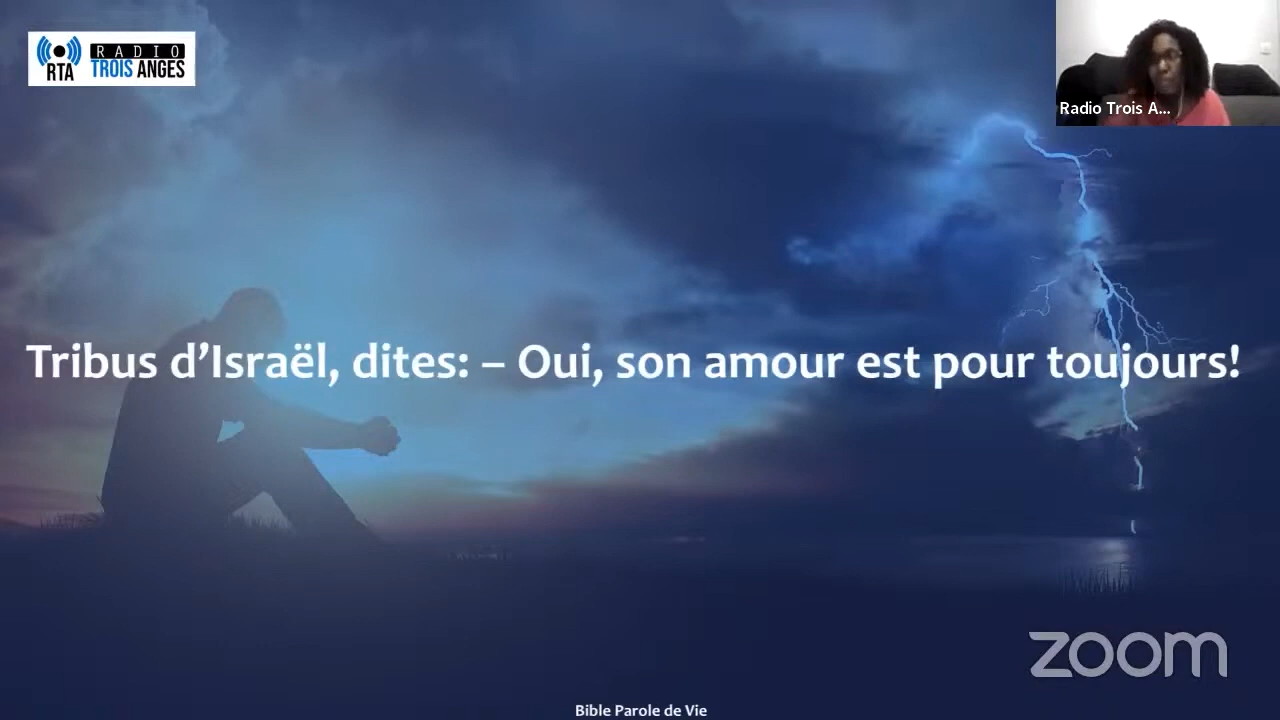 RADIO
RTA TROIS ANGES
Radio Trois A...
Tribus d’Israël, dites: – Oui, son amour est pour toujours!
zoom
Bible Parole de Vie